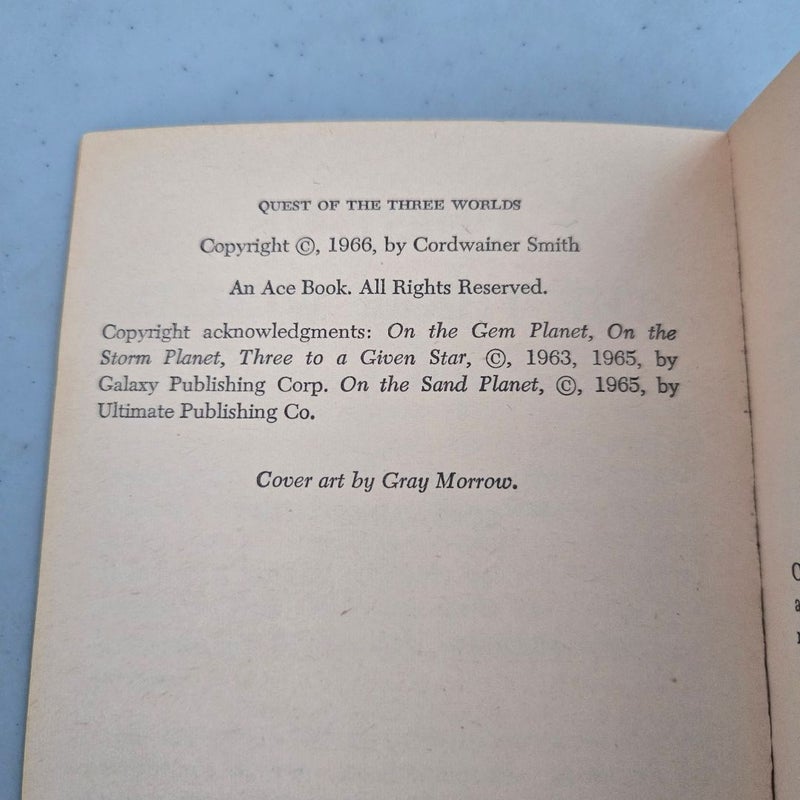 QUEST OF THE THREE WORLDS
Copyright ©, 1966, by Cordwainer Smith
An Ace Book. All Rights Reserved.
Copyright acknowledgments: On the Gem Planet, On the
Storm Planet, Three to a Given Star, ©, 1963, 1965, by
Galaxy Publishing Corp. On the Sand Planet, ©, 1965, by
Ultimate Publishing Co.
Cover art by Gray Morrow.